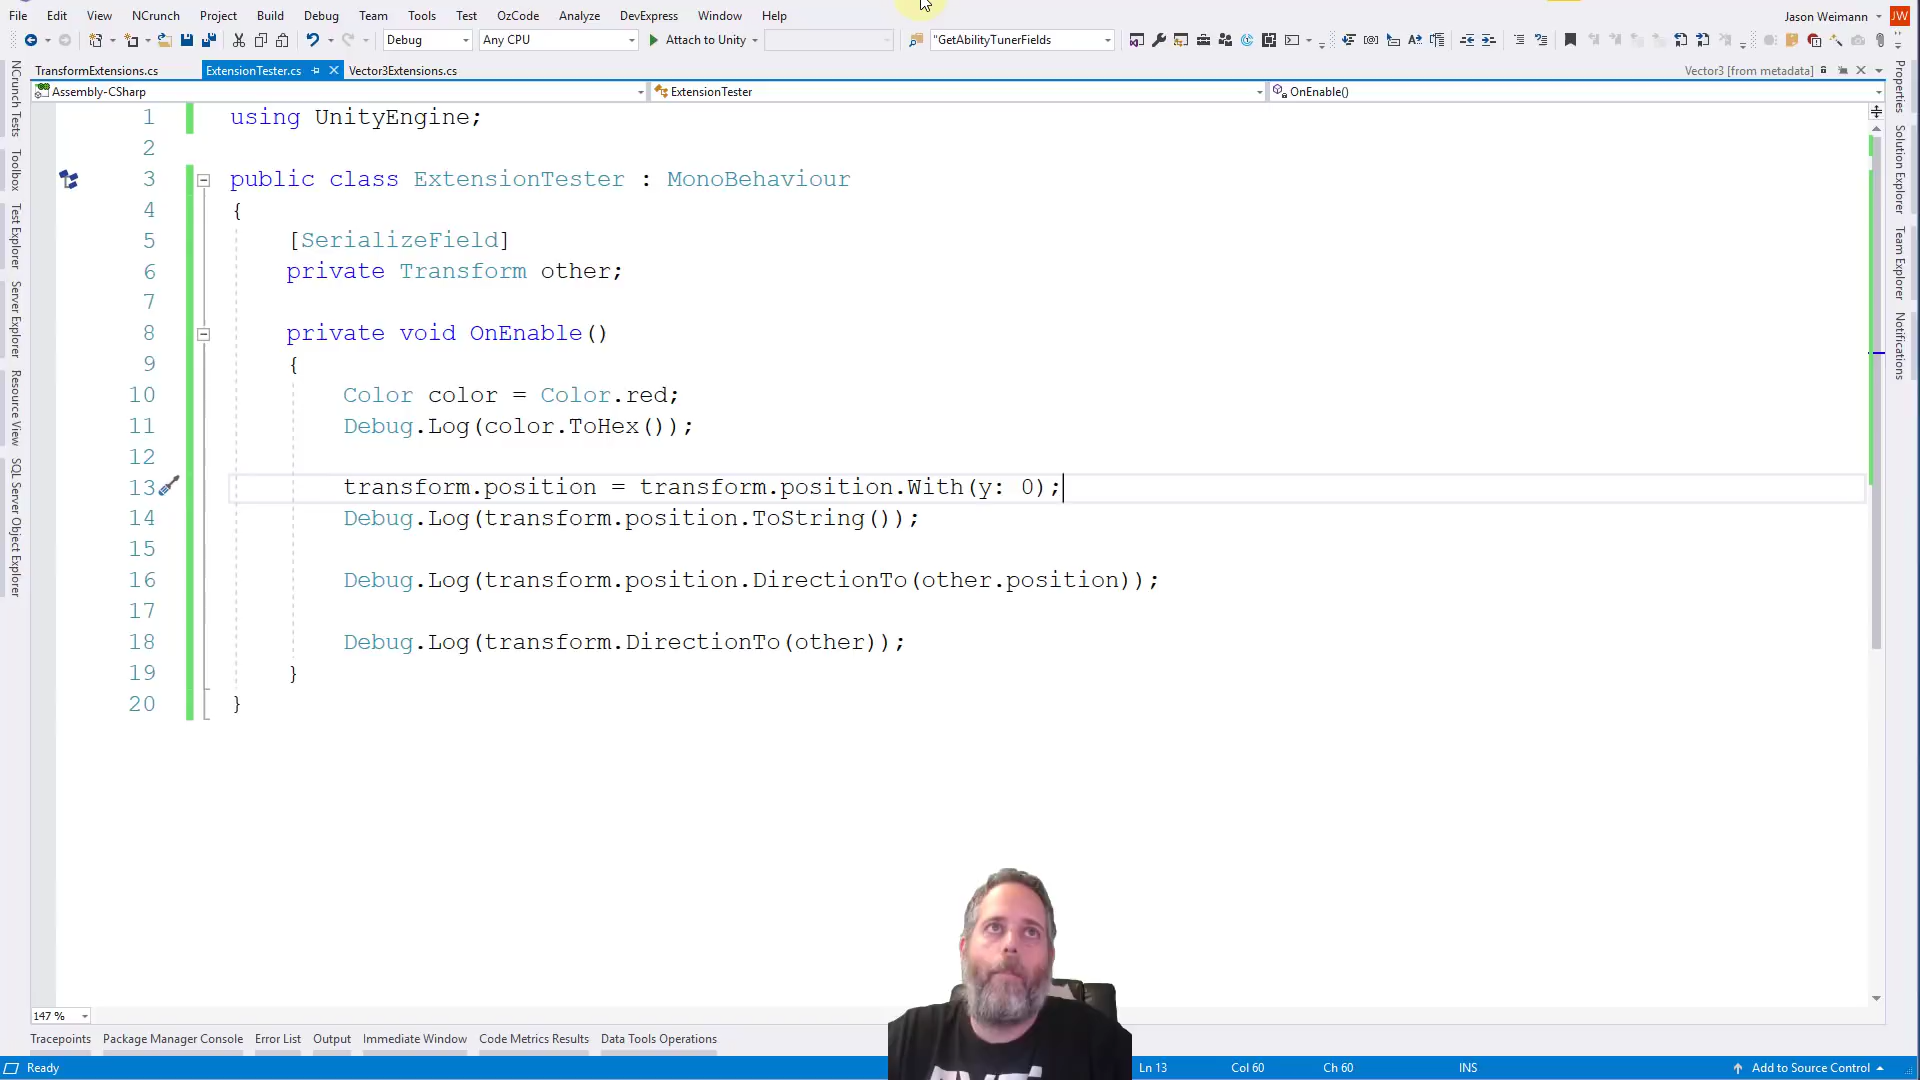 File Edit View NCrunch Project Build Debug Team Tools Test OzCode Analyze DevExpress Window Help Jason Weimann JW
Debug Any CPU Attach to Unity "GetAbilityTunerFields
TransformExtensions.cs ExtensionTester.cs Vector3Extensions.cs Vector3 [from metadata]
Assembly-CSharp ExtensionTester OnEnable()
1 using UnityEngine;
2
3 public class ExtensionTester : MonoBehaviour
4 {
5 [SerializeField]
6 private Transform other;
7
8 private void OnEnable()
9 {
10 Color color = Color.red;
11 Debug.Log(color.ToHex());
12
13 transform.position = transform.position.With(y: 0);
14 Debug.Log(transform.position.ToString());
15
16 Debug.Log(transform.position.DirectionTo(other.position));
17
18 Debug.Log(transform.DirectionTo(other));
19 }
20 }
NCrunch Tests
Toolbox
Test Explorer
Server Explorer
Resource View
SQL Server Object Explorer
Properties
Solution Explorer
Team Explorer
Notifications
147 %
Tracepoints Package Manager Console Error List Output Immediate Window Code Metrics Results Data Tools Operations
Ready Ln 13 Col 60 Ch 60 INS Add to Source Control